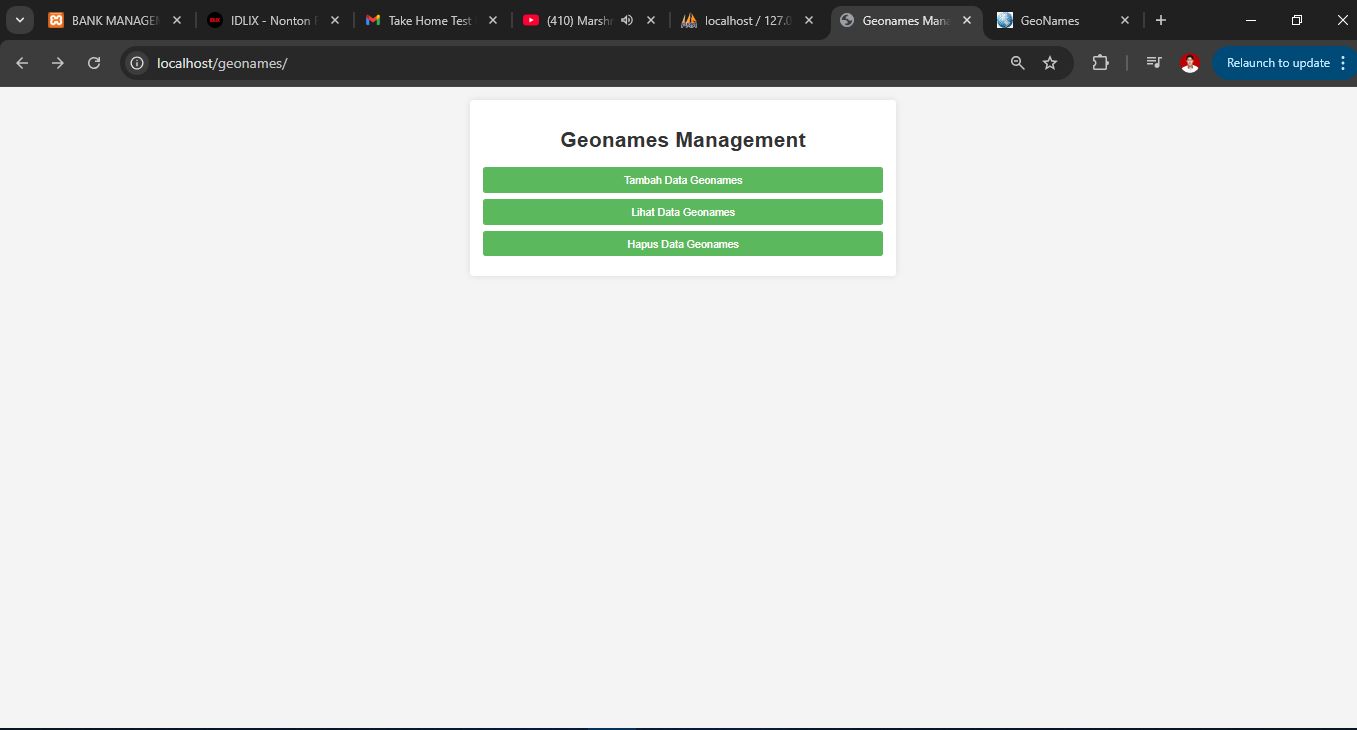 BANK MANAGEM
IDLIX - Nonton
Take Home Test
(410) Marshm
localhost / 127.0
Geonames Mana
GeoNames
localhost/geonames/
Relaunch to update
Geonames Management
Tambah Data Geonames
Lihat Data Geonames
Hapus Data Geonames